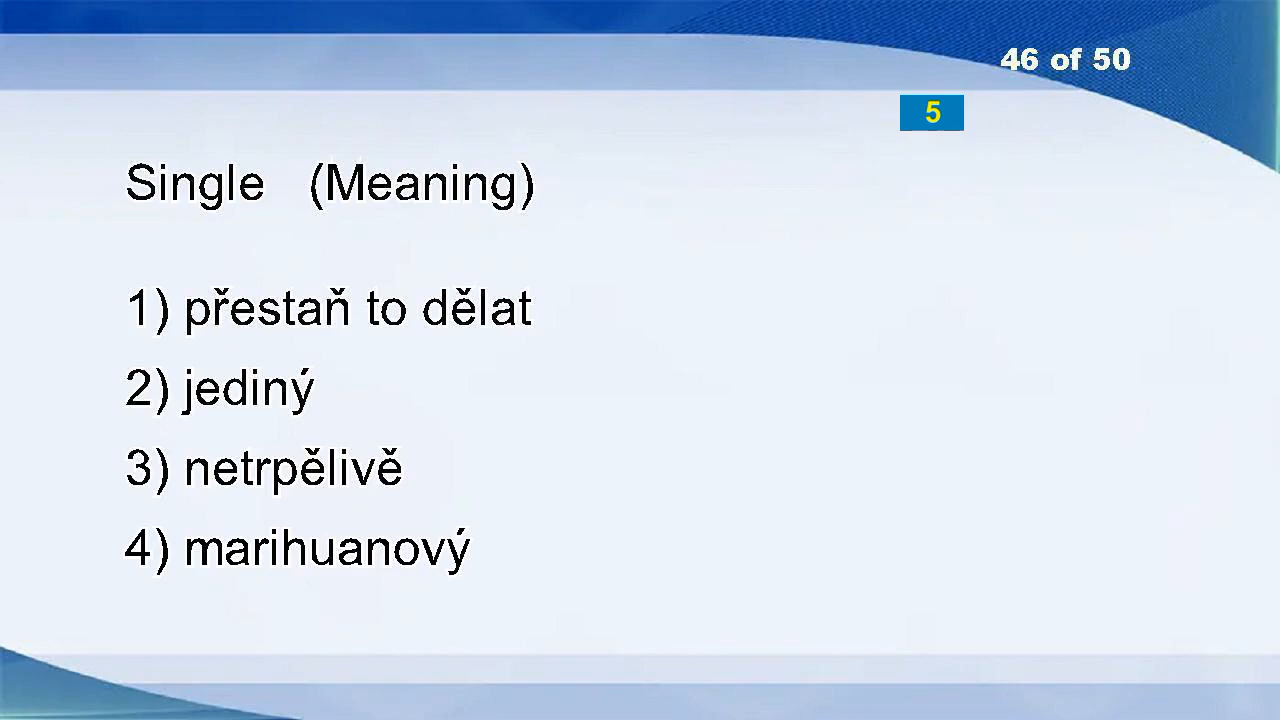 46 of 50
5
Single (Meaning)
1) přestaň to dělat
2) jediný
3) netrpělivě
4) marihuanový